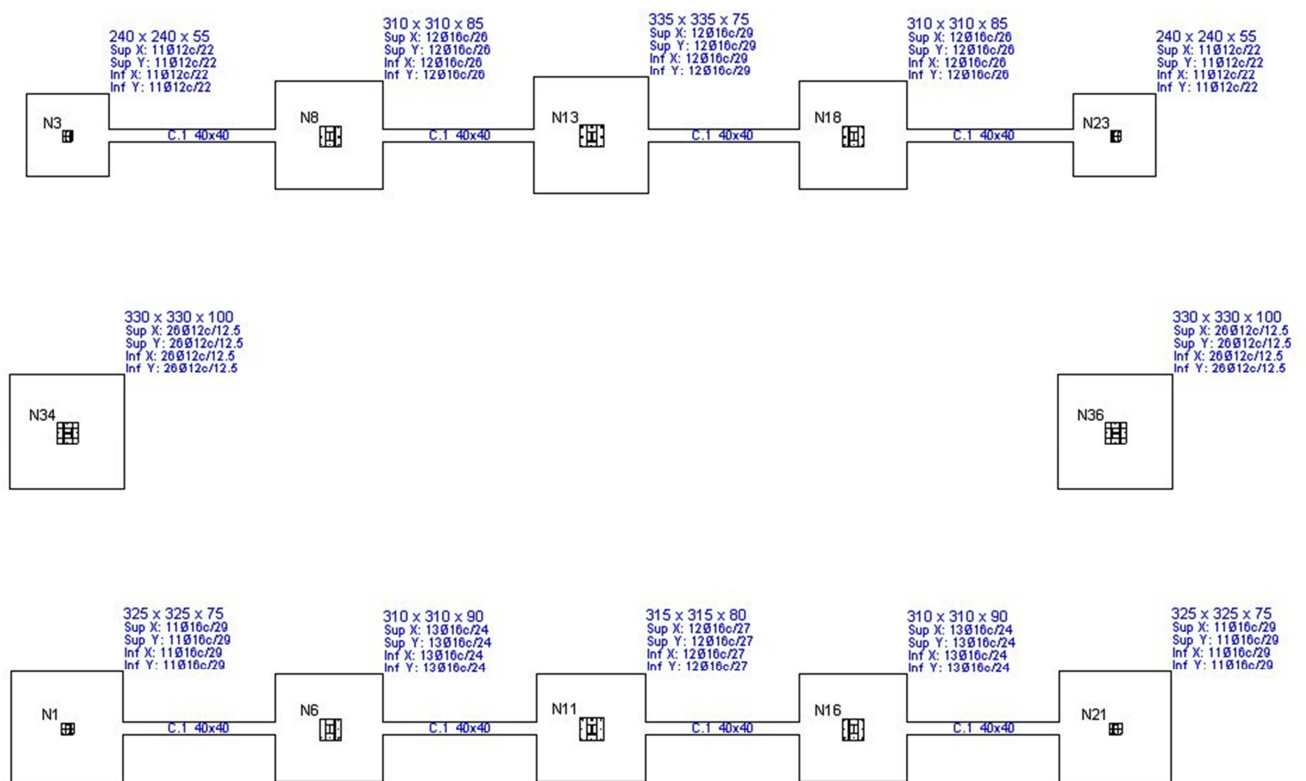 240 x 240 x 55
Sup X: 11Ø12c/22
Sup Y: 11Ø12c/22
Inf X: 11Ø12c/22
Inf Y: 11Ø12c/22
310 x 310 x 85
Sup X: 12Ø16c/26
Sup Y: 12Ø16c/26
Inf X: 12Ø16c/26
Inf Y: 12Ø16c/26
335 x 335 x 75
Sup X: 12Ø16c/29
Sup Y: 12Ø16c/29
Inf X: 12Ø16c/29
Inf Y: 12Ø16c/29
310 x 310 x 85
Sup X: 12Ø16c/26
Sup Y: 12Ø16c/26
Inf X: 12Ø16c/26
Inf Y: 12Ø16c/26
240 x 240 x 55
Sup X: 11Ø12c/22
Sup Y: 11Ø12c/22
Inf X: 11Ø12c/22
Inf Y: 11Ø12c/22
N3
C.1 40x40
N8
C.1 40x40
N13
C.1 40x40
N18
C.1 40x40
N23
330 x 330 x 100
Sup X: 26Ø12c/12.5
Sup Y: 26Ø12c/12.5
Inf X: 26Ø12c/12.5
Inf Y: 26Ø12c/12.5
330 x 330 x 100
Sup X: 26Ø12c/12.5
Sup Y: 26Ø12c/12.5
Inf X: 26Ø12c/12.5
Inf Y: 26Ø12c/12.5
N34
N36
325 x 325 x 75
Sup X: 11Ø16c/29
Sup Y: 11Ø16c/29
Inf X: 11Ø16c/29
Inf Y: 11Ø16c/29
310 x 310 x 90
Sup X: 13Ø16c/24
Sup Y: 13Ø16c/24
Inf X: 13Ø16c/24
Inf Y: 13Ø16c/24
315 x 315 x 80
Sup X: 12Ø16c/27
Sup Y: 12Ø16c/27
Inf X: 12Ø16c/27
Inf Y: 12Ø16c/27
310 x 310 x 90
Sup X: 13Ø16c/24
Sup Y: 13Ø16c/24
Inf X: 13Ø16c/24
Inf Y: 13Ø16c/24
325 x 325 x 75
Sup X: 11Ø16c/29
Sup Y: 11Ø16c/29
Inf X: 11Ø16c/29
Inf Y: 11Ø16c/29
N1
C.1 40x40
N6
C.1 40x40
N11
C.1 40x40
N16
C.1 40x40
N21